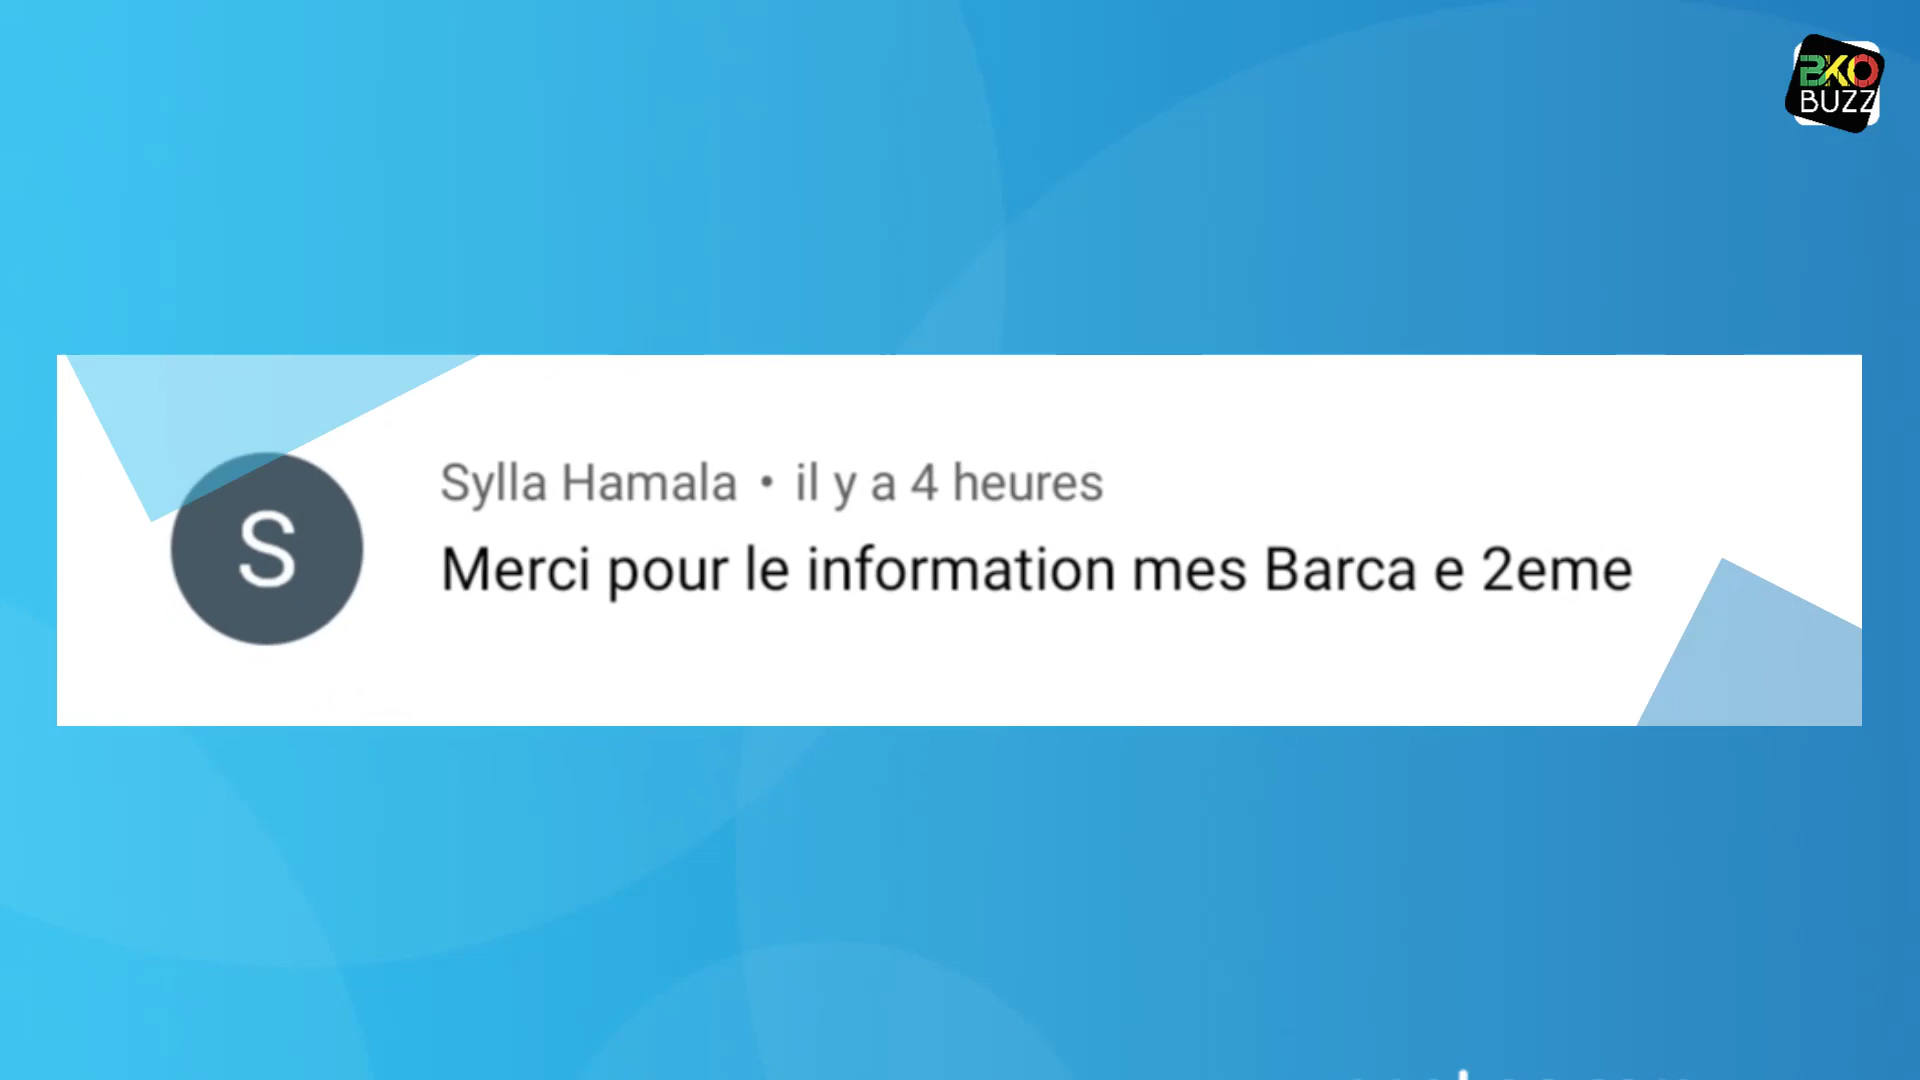 BKO
BUZZ
Sylla Hamala • il y a 4 heures
Merci pour le information mes Barca e 2eme
S